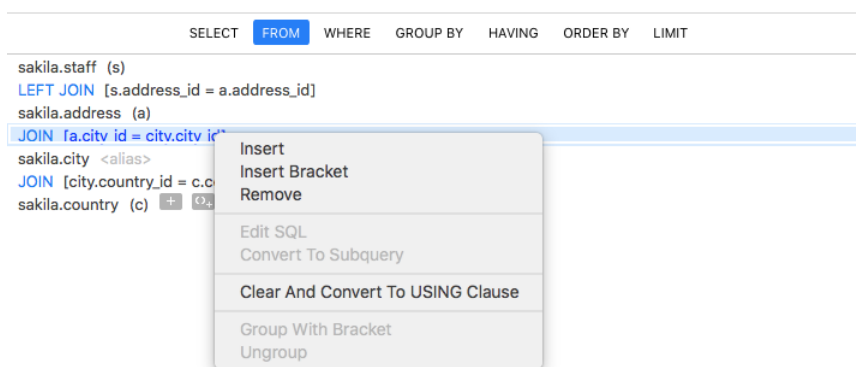 SELECT FROM WHERE GROUP BY HAVING ORDER BY LIMIT
sakila.staff (s)
LEFT JOIN [s.address_id = a.address_id]
sakila.address (a)
JOIN [a.city_id = city.city_id]
sakila.city <alias>
JOIN [city.country_id = c.c
sakila.country (c) + <>+
Insert
Insert Bracket
Remove
Edit SQL
Convert To Subquery
Clear And Convert To USING Clause
Group With Bracket
Ungroup